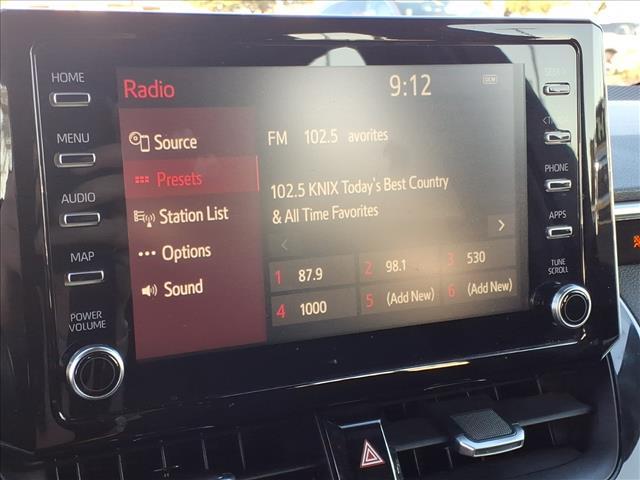 HOME
MENU
AUDIO
MAP
POWER
VOLUME
Radio
9:12
Source
Presets
Station List
Options
Sound
FM 102.5 avorites
102.5 KNIX Today's Best Country
& All Time Favorites
1 87.9
2 98.1
3 530
4 1000
5 (Add New)
6 (Add New)
PHONE
APPS
TUNE
SCROLL